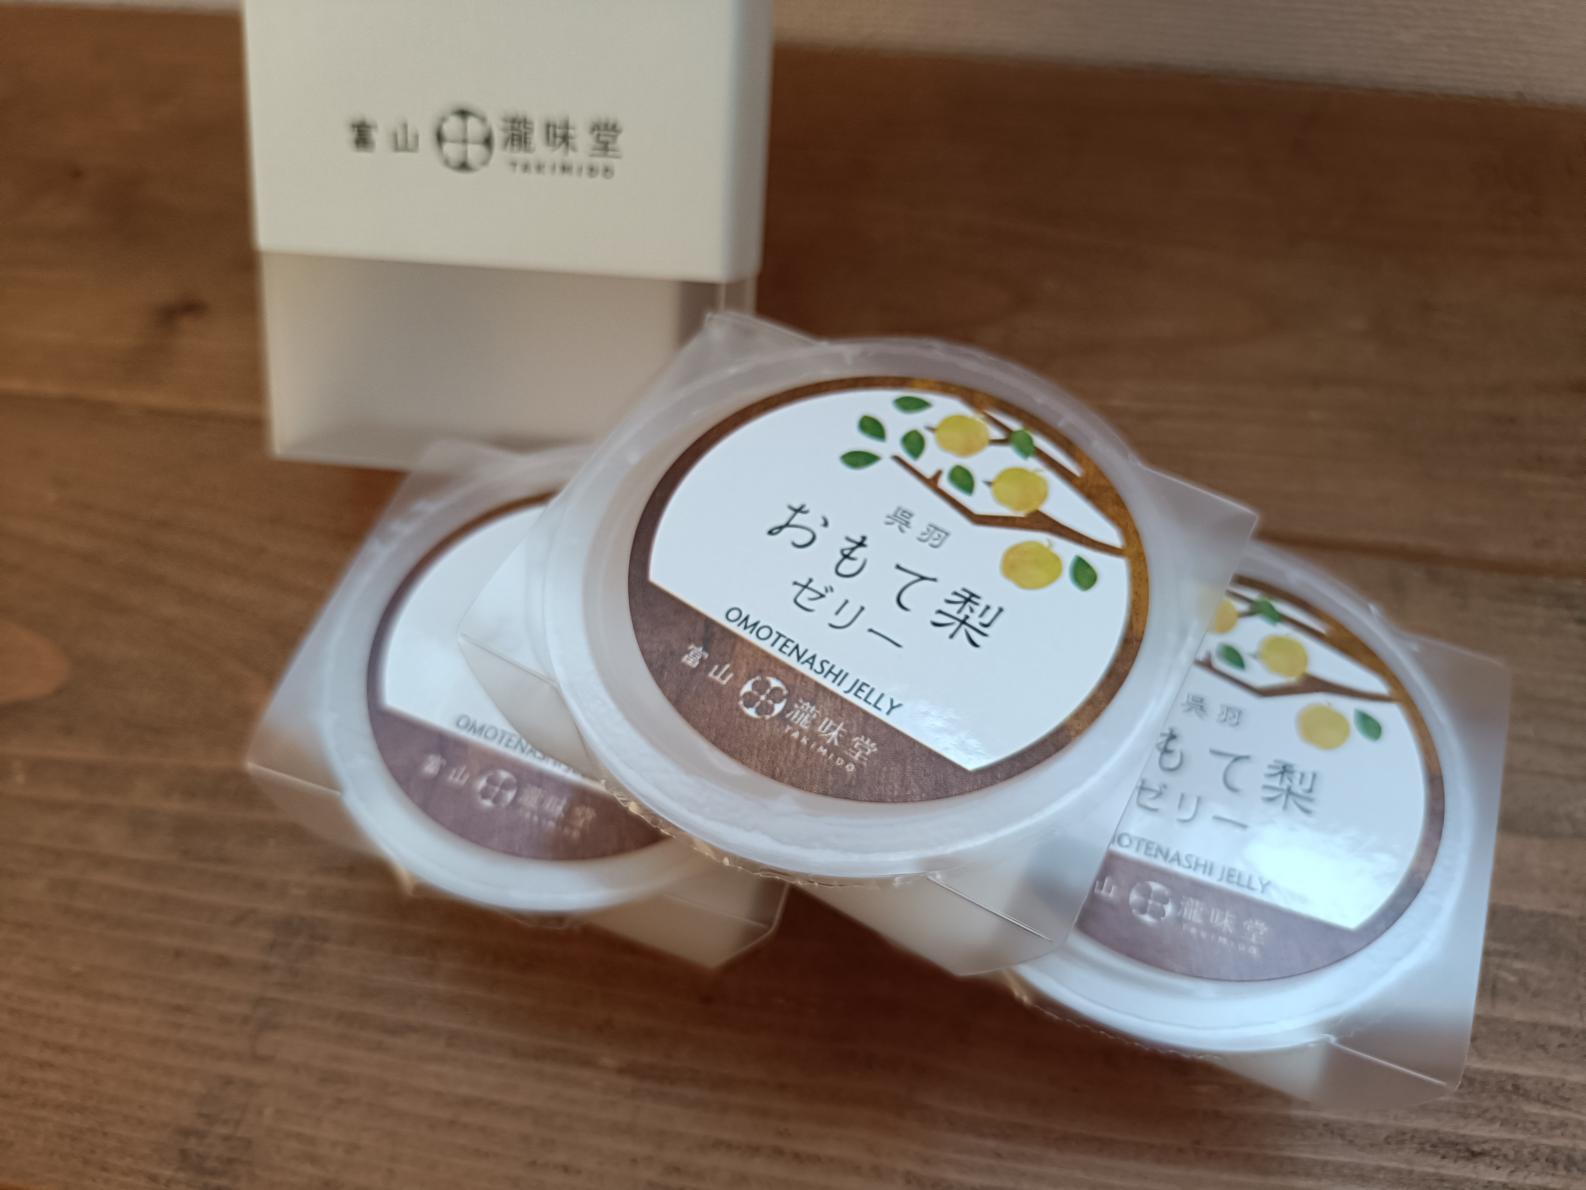 富山 瀧味堂
TAKIMIDO
呉羽
おもて梨
ゼリー
OMOTENASHI JELLY
富山 瀧味堂
TAKIMIDO
OMOTENASHI
富山 瀧味堂
呉羽
もて梨
ゼリー
OTENASHI JELLY
山 瀧味堂
TAKIMIDO